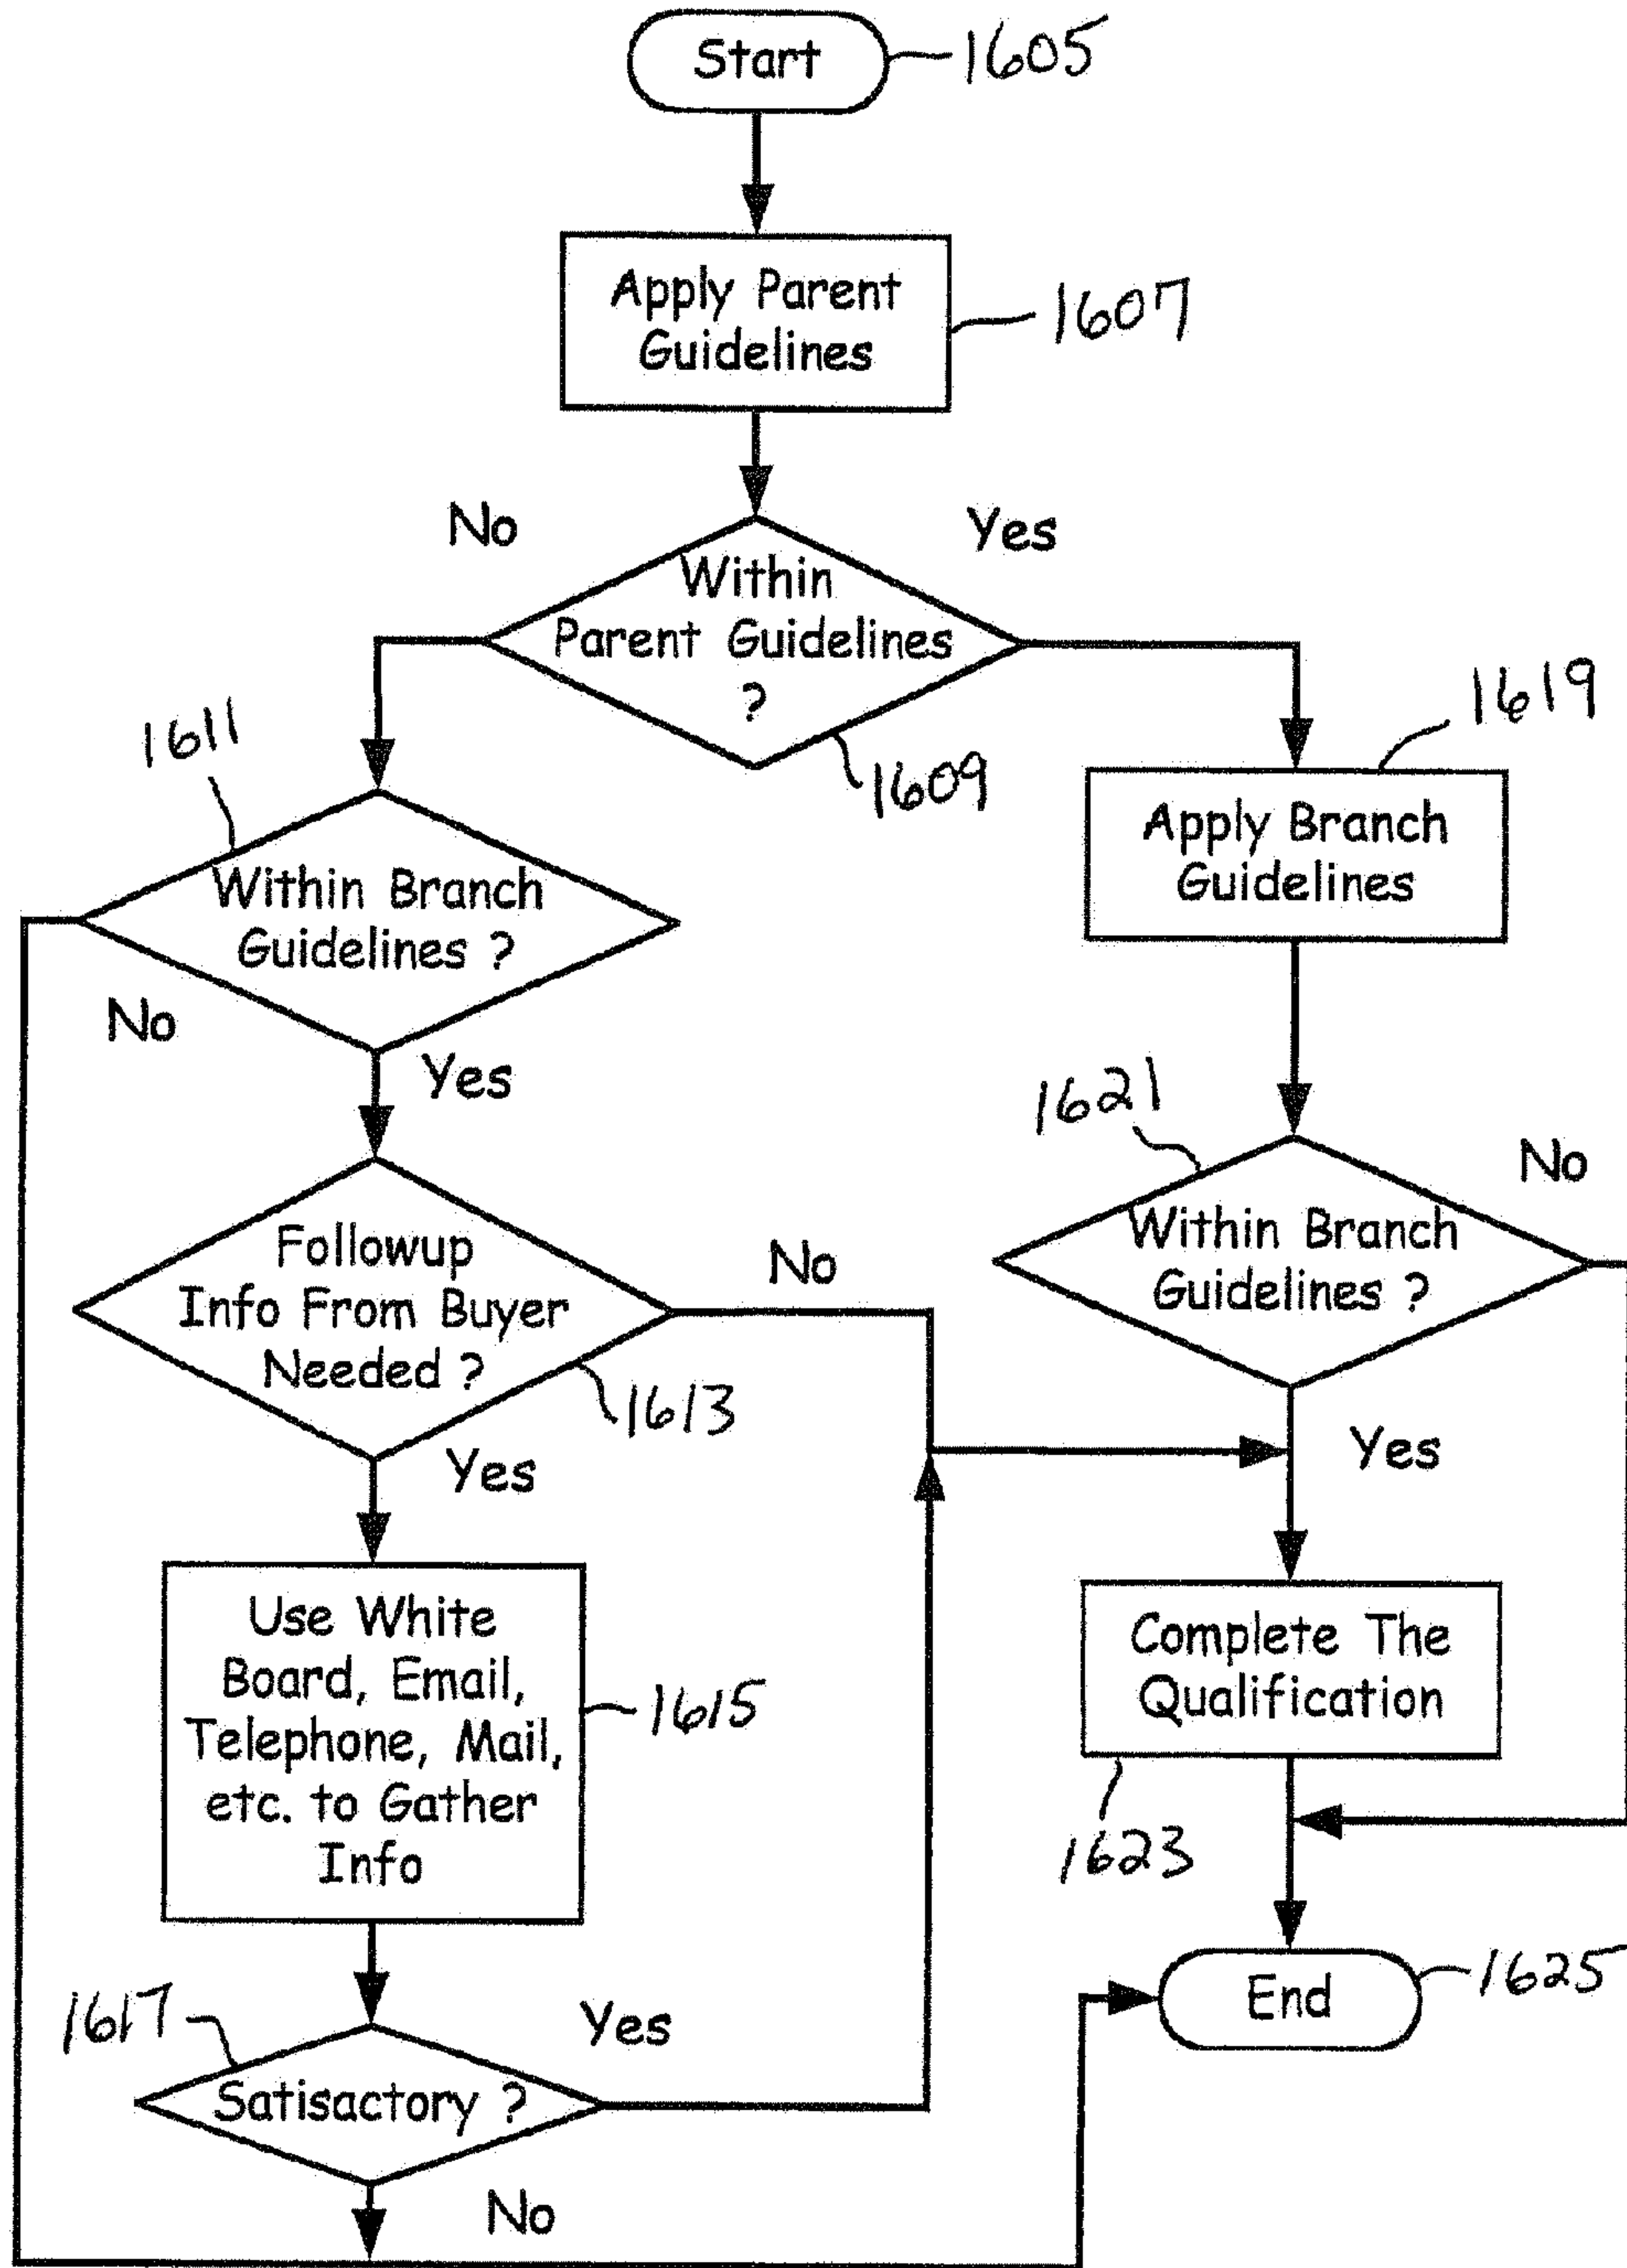 Start
1605
Apply Parent
Guidelines
1607
No
Yes
Within
Parent Guidelines
?
1609
1611
Within Branch
Guidelines ?
No
Yes
1619
Apply Branch
Guidelines
1621
No
Within Branch
Guidelines ?
Yes
Followup
Info From Buyer
Needed ?
No
1613
Yes
Use White
Board, Email,
Telephone, Mail,
etc. to Gather
Info
1615
Complete The
Qualification
1623
1617
Yes
Satisactory ?
No
End
1625